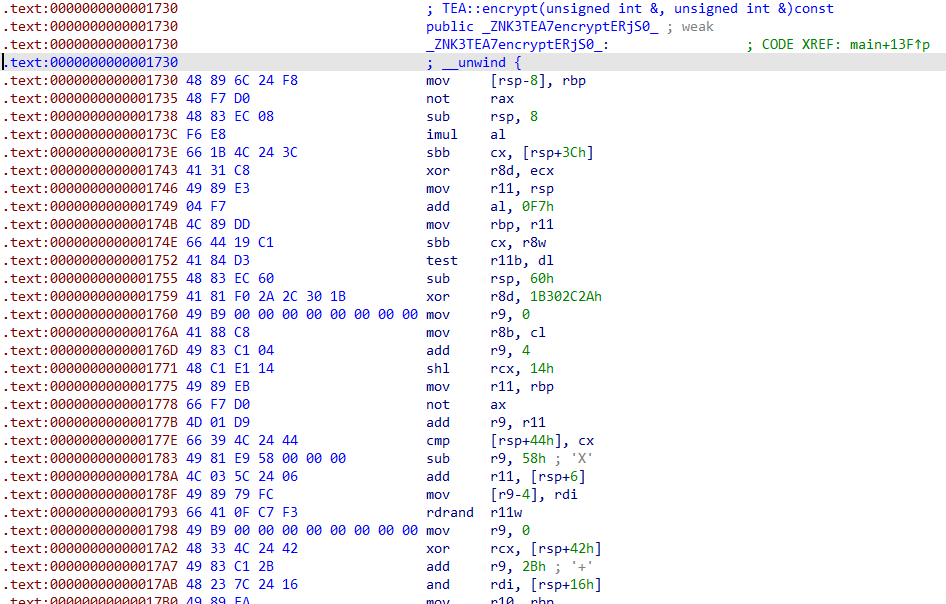 .text:0000000000001730 ; TEA::encrypt(unsigned int &, unsigned int &)const
.text:0000000000001730 public _ZNK3TEA7encryptERjS0_ ; weak
.text:0000000000001730 _ZNK3TEA7encryptERjS0_: ; CODE XREF: main+13F↑p
.text:0000000000001730 ; __unwind {
.text:0000000000001730 48 89 6C 24 F8 mov [rsp-8], rbp
.text:0000000000001735 48 F7 D0 not rax
.text:0000000000001738 48 83 EC 08 sub rsp, 8
.text:000000000000173C F6 E8 imul al
.text:000000000000173E 66 1B 4C 24 3C sbb cx, [rsp+3Ch]
.text:0000000000001743 41 31 C8 xor r8d, ecx
.text:0000000000001746 49 89 E3 mov r11, rsp
.text:0000000000001749 04 F7 add al, 0F7h
.text:000000000000174B 4C 89 DD mov rbp, r11
.text:000000000000174E 66 44 19 C1 sbb cx, r8w
.text:0000000000001752 41 84 D3 test r11b, dl
.text:0000000000001755 48 83 EC 60 sub rsp, 60h
.text:0000000000001759 41 81 F0 2A 2C 30 1B xor r8d, 1B302C2Ah
.text:0000000000001760 49 B9 00 00 00 00 00 00 00 00 mov r9, 0
.text:000000000000176A 41 88 C8 mov r8b, cl
.text:000000000000176D 49 83 C1 04 add r9, 4
.text:0000000000001771 48 C1 E1 14 shl rcx, 14h
.text:0000000000001775 49 89 EB mov r11, rbp
.text:0000000000001778 66 F7 D0 not ax
.text:000000000000177B 4D 01 D9 add r9, r11
.text:000000000000177E 66 39 4C 24 44 cmp [rsp+44h], cx
.text:0000000000001783 49 81 E9 58 00 00 00 sub r9, 58h ; 'X'
.text:000000000000178A 4C 03 5C 24 06 add r11, [rsp+6]
.text:000000000000178F 49 89 79 FC mov [r9-4], rdi
.text:0000000000001793 66 41 0F C7 F3 rdrand r11w
.text:0000000000001798 49 B9 00 00 00 00 00 00 00 00 mov r9, 0
.text:00000000000017A2 48 33 4C 24 42 xor rcx, [rsp+42h]
.text:00000000000017A7 49 83 C1 2B add r9, 2Bh ; '+'
.text:00000000000017AB 48 23 7C 24 16 and rdi, [rsp+16h]
.text:00000000000017B0 49 89 EA mov r10, rbp